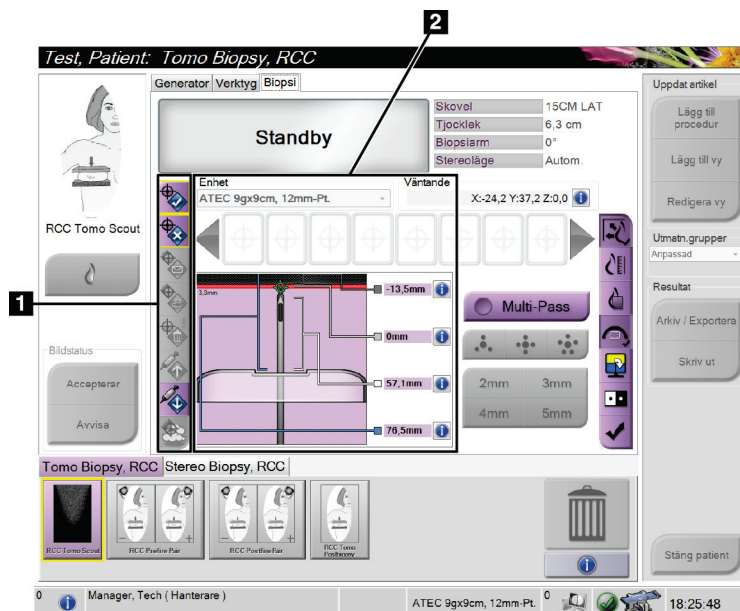 2
Test, Patient: Tomo Biopsy, RCC
Generator Verktyg Biopsi
Uppdat artikel
Standby
Skovel 15CM LAT
Tjocklek 6,3 cm
Biopsiarm 0°
Stereoläge Autom.
Lägg till procedur
Lägg till vy
Redigera vy
Enhet
Väntande
ATEC 9gx9cm, 12mm-Pt.
X:-24,2 Y:37,2 Z:0,0
RCC Tomo Scout
Utmatn.grupper
Anpassad
Resultat
1
3,0mm
-13,5mm
0mm
57,1mm
76,5mm
Multi-Pass
Arkiv / Exportera
Skriv ut
Bildstatus
Accepterar
Avvisa
2mm 3mm
4mm 5mm
Tomo Biopsy, RCC Stereo Biopsy, RCC
RCC Tomo Scout
RCC Prefire Pair
RCC Postfire Pair
RCC Tomo
Postbiopsy
Stäng patient
0
Manager, Tech ( Hanterare )
ATEC 9gx9cm, 12mm-Pt.
0
18:25:48